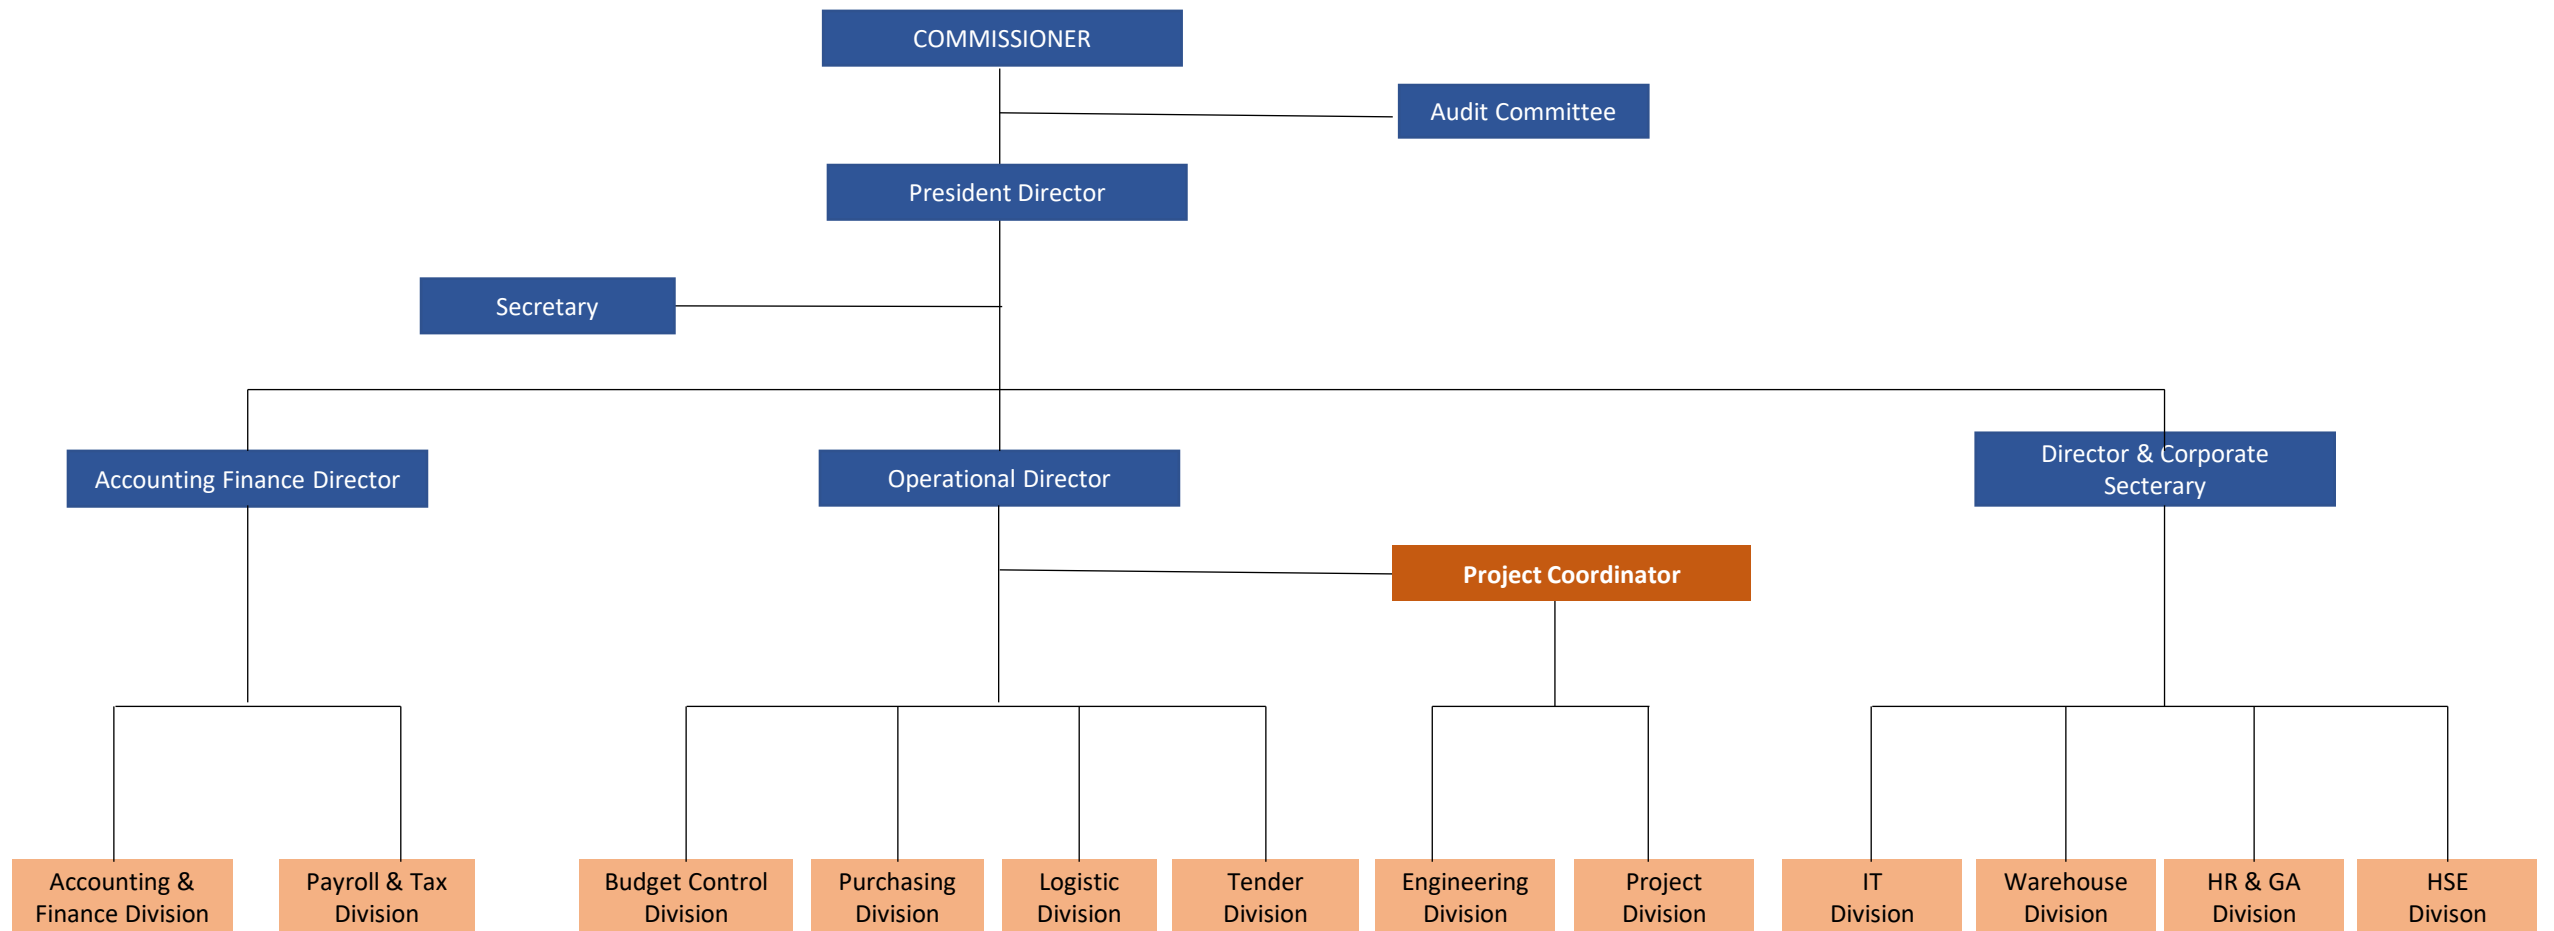 COMMISSIONER
Audit Committee
President Director
Secretary
Accounting Finance Director
Operational Director
Director & Corporate
Secterary
Project Coordinator
Accounting &
Finance Division
Payroll & Tax
Division
Budget Control
Division
Purchasing
Division
Logistic
Division
Tender
Division
Engineering
Division
Project
Division
IT
Division
Warehouse
Division
HR & GA
Division
HSE
Divison